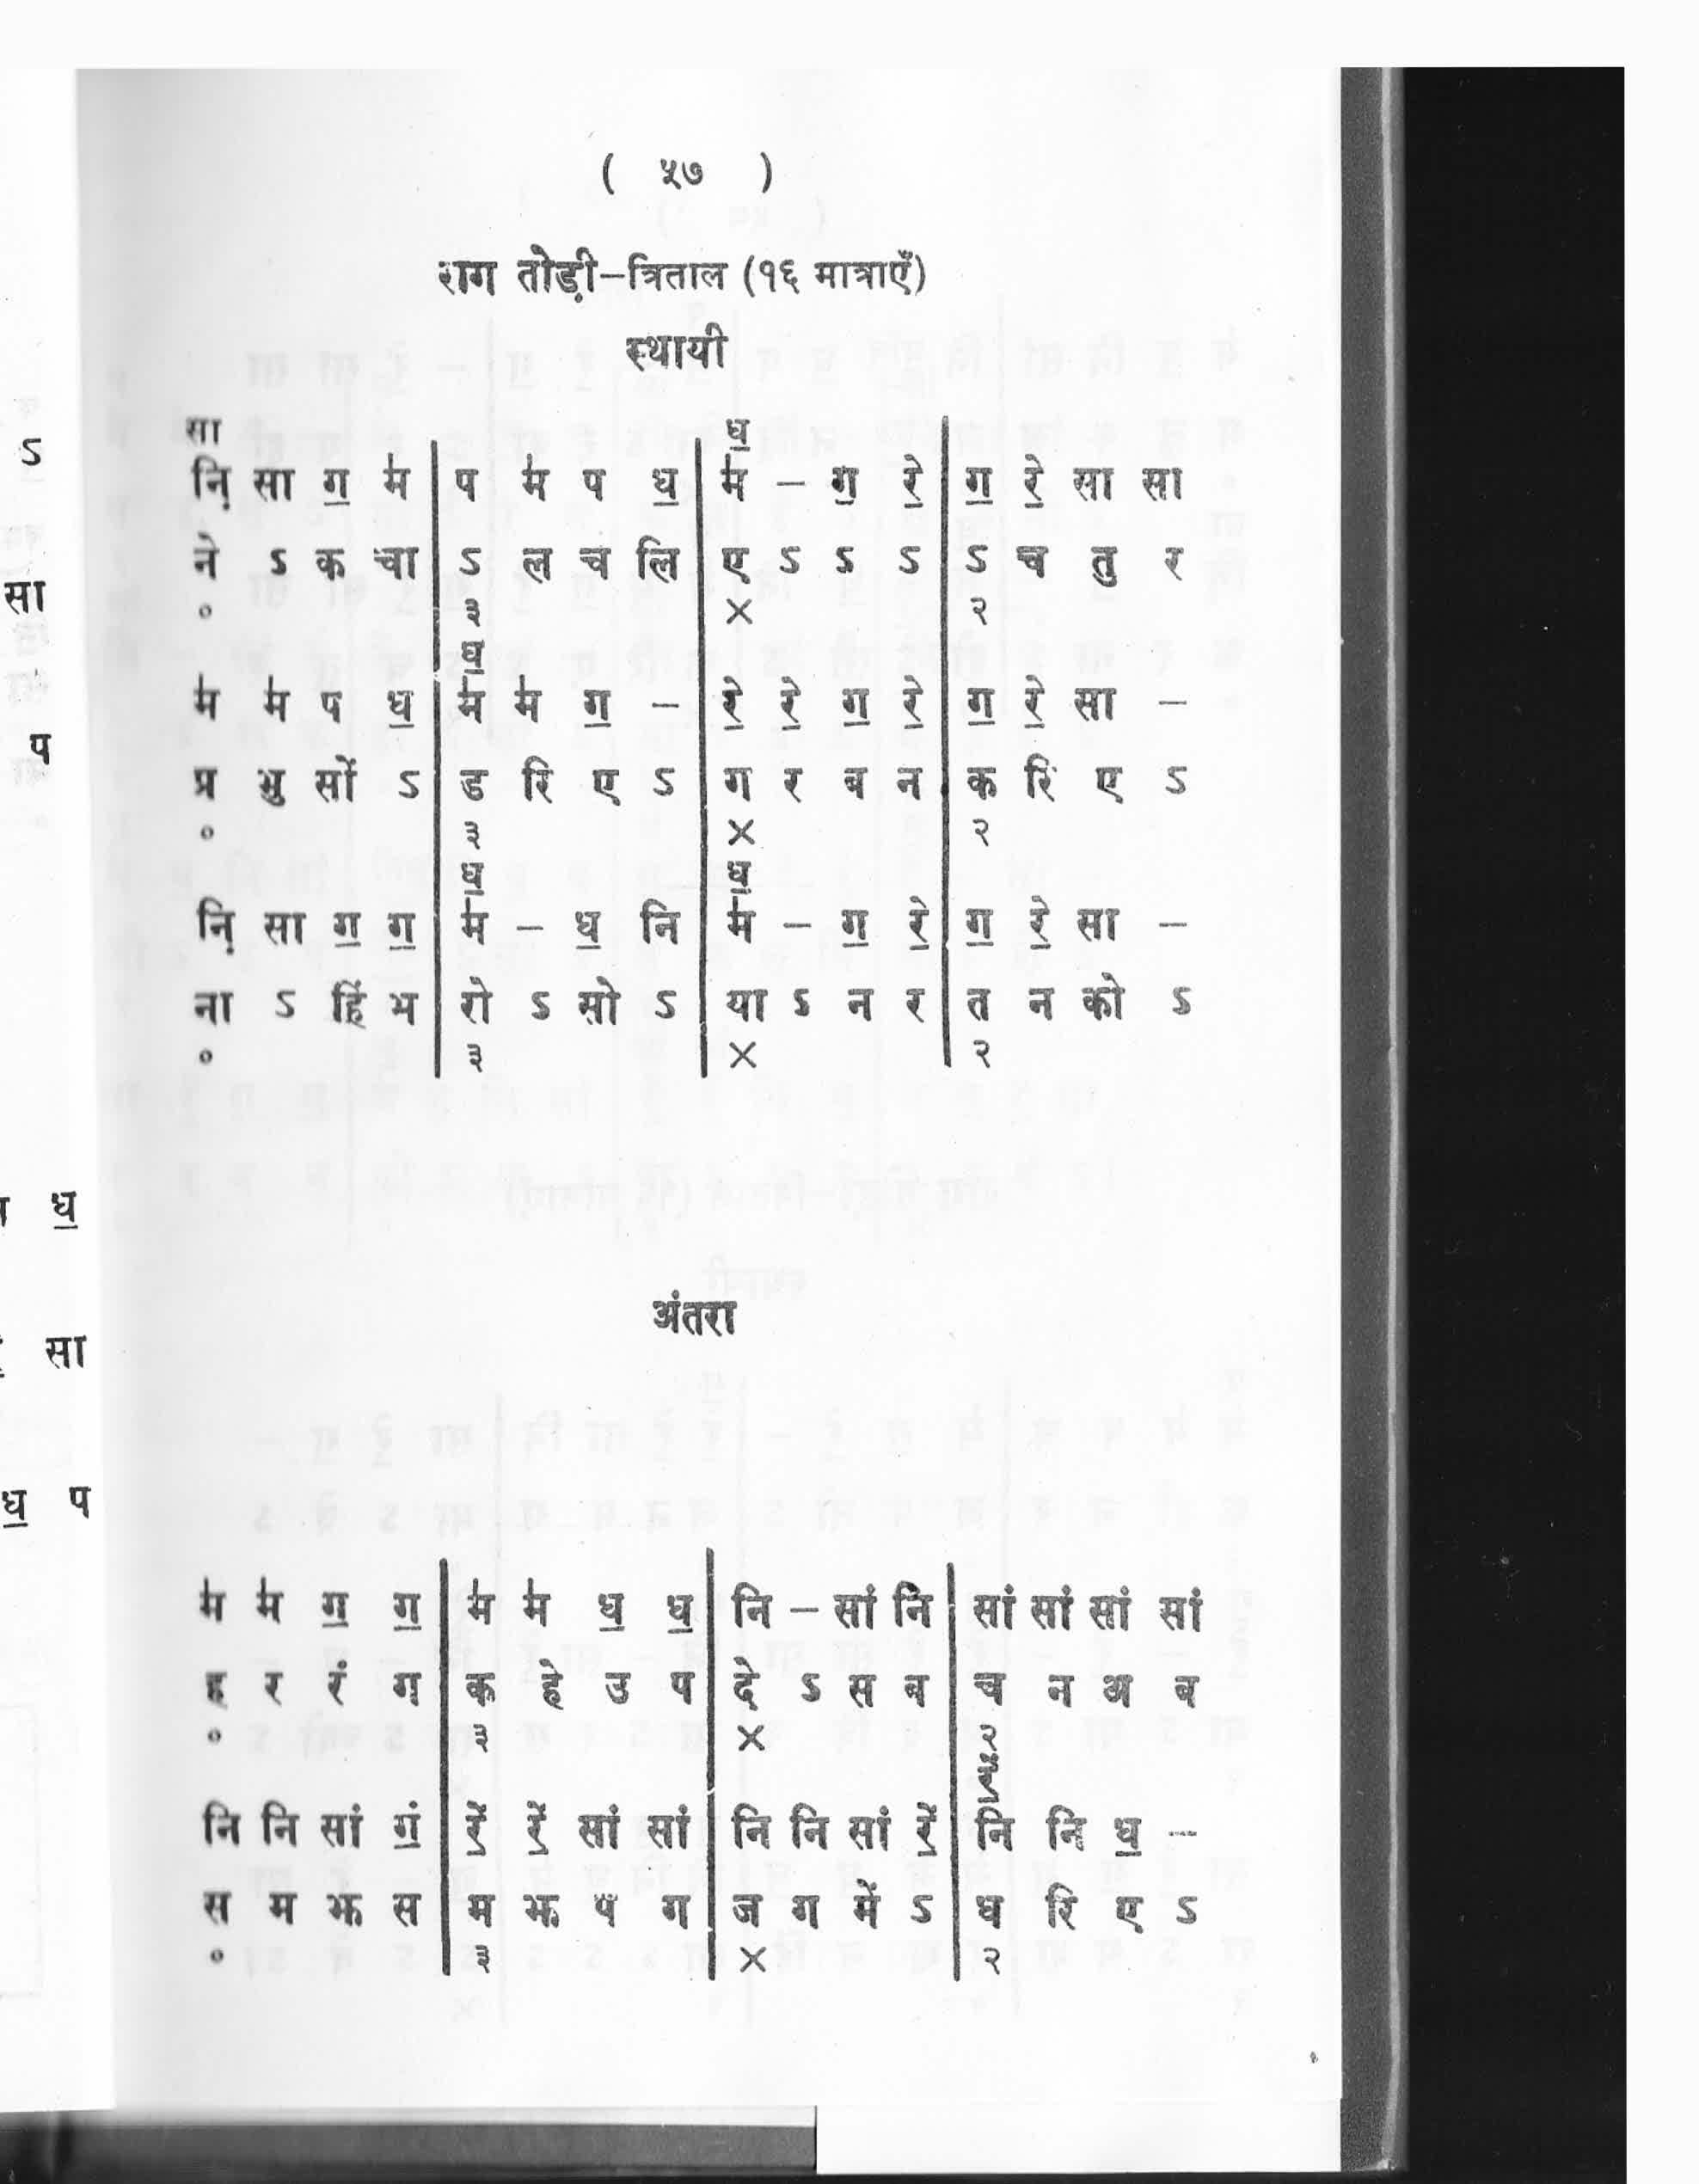 ( ५७ )
राग तोड़ी–त्रिताल (१६ मात्राएँ)
स्थायी
सा ध॒
नि़ सा ग॒ म॑ | प म॑ प ध॒ | म॑ – ग॒ रे॒ | ग॒ रे॒ सा सा
ने ऽ क चा | ऽ ल च लि | ए ऽ ऽ ऽ | ऽ च तु र
० ३ × २
ध॒
म॑ म॑ प ध॒ | म॑ म॑ ग॒ – | रे॒ रे॒ ग॒ रे॒ | ग॒ रे॒ सा –
प्र भु सों ऽ | ड रि ए ऽ | ग र ब न | क रि ए ऽ
० ३ × २
ध॒ ध॒
नि़ सा ग॒ ग॒ | म॑ – ध॒ नि | म॑ – ग॒ रे॒ | ग॒ रे॒ सा –
ना ऽ हिं भ | रो ऽ सो ऽ | या ऽ न र | त न को ऽ
० ३ × २
अंतरा
म॑ म॑ ग॒ ग॒ | म॑ म॑ ध॒ ध॒ | नि – सां नि | सां सां सां सां
ह र रं ग | क हे उ प | दे ऽ स ब | च न अ ब
० ३ × २
नि नि सां गं॒ | रें॒ रें॒ सां सां | नि नि सां रें॒ | नि नि ध॒ –
स म झ स | म झ प ग | ज ग में ऽ | ध रि ए ऽ
० ३ × २
ऽ
सा
प
ध॒
सा
ध॒ प